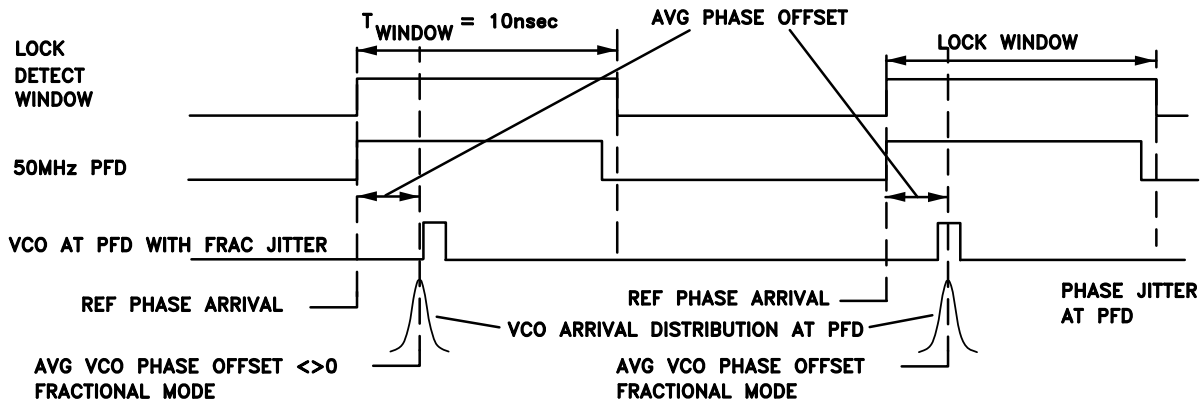 T WINDOW = 10nsec
AVG PHASE OFFSET
LOCK
DETECT
WINDOW
LOCK WINDOW
50MHz PFD
VCO AT PFD WITH FRAC JITTER
REF PHASE ARRIVAL
REF PHASE ARRIVAL
PHASE JITTER
AT PFD
VCO ARRIVAL DISTRIBUTION AT PFD
AVG VCO PHASE OFFSET <>0
FRACTIONAL MODE
AVG VCO PHASE OFFSET
FRACTIONAL MODE